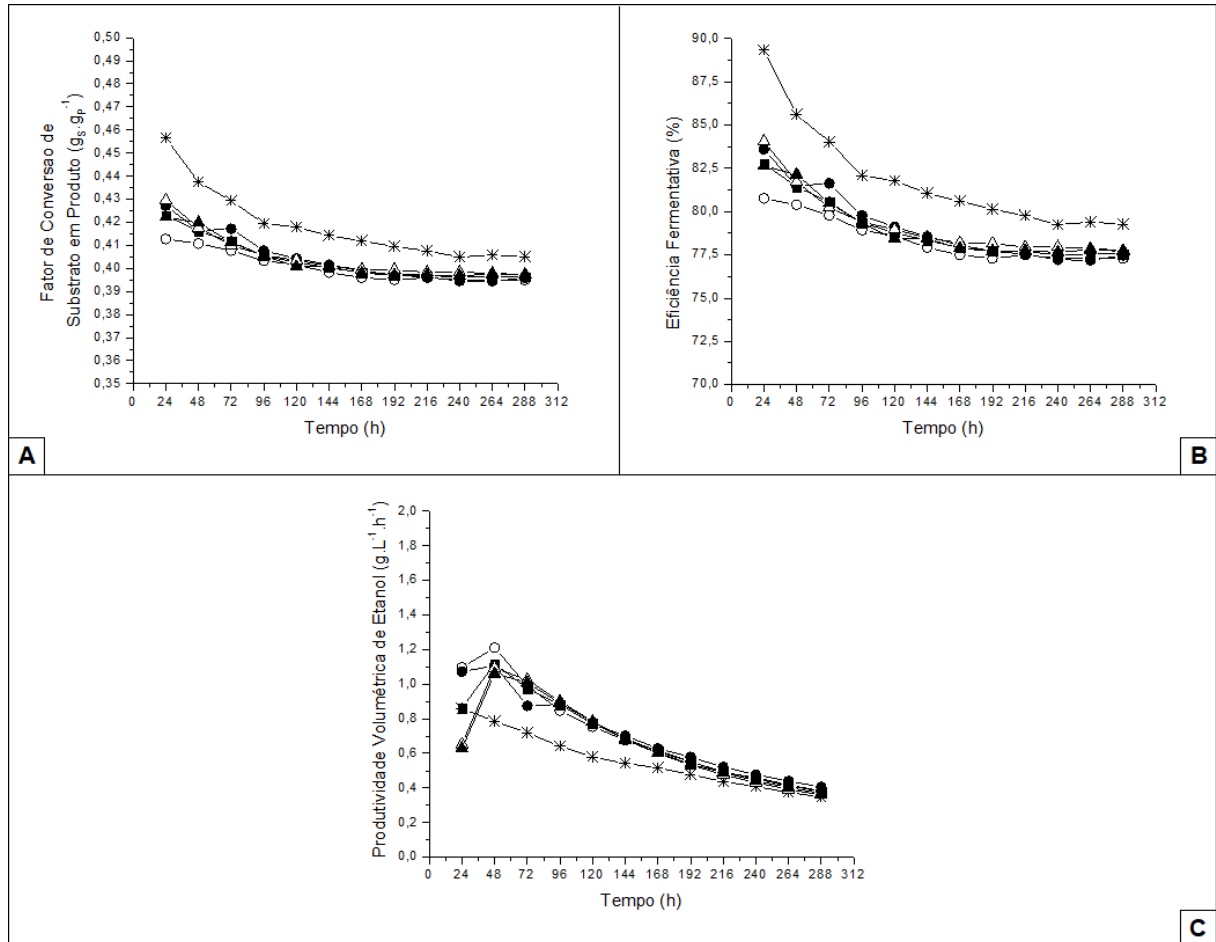 Fator de Conversao de
Substrato em Produto (gs.gp-1)
0,50
0,49
0,48
0,47
0,46
0,45
0,44
0,43
0,42
0,41
0,40
0,39
0,38
0,37
0,36
0,35
0 24 48 72 96 120 144 168 192 216 240 264 288 312
Tempo (h)
A
Eficiência Fermentativa (%)
90,0
87,5
85,0
82,5
80,0
77,5
75,0
72,5
70,0
0 24 48 72 96 120 144 168 192 216 240 264 288 312
Tempo (h)
B
Produtividade Volumétrica de Etanol (g.L-1.h-1)
2,0
1,8
1,6
1,4
1,2
1,0
0,8
0,6
0,4
0,2
0,0
0 24 48 72 96 120 144 168 192 216 240 264 288 312
Tempo (h)
C